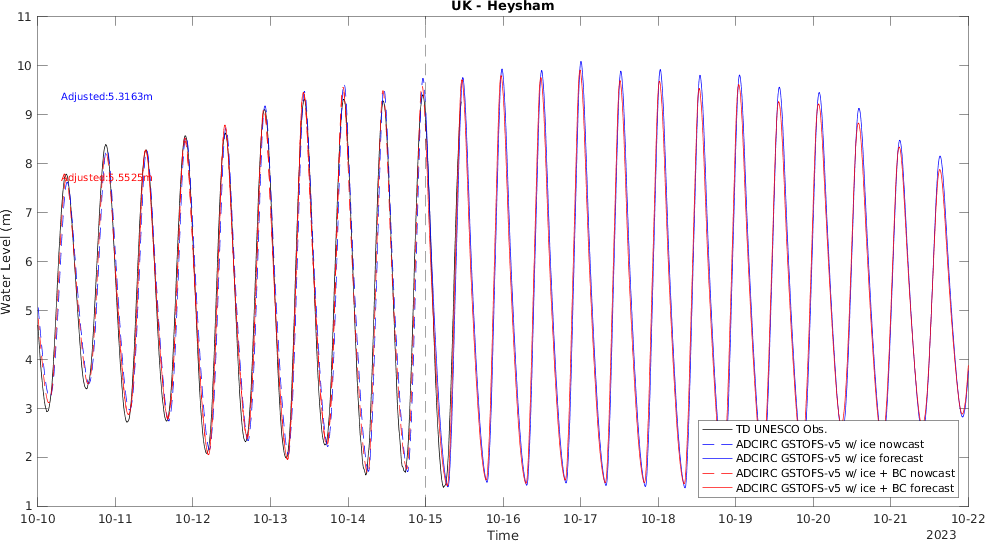 UK - Heysham
11
10
9
8
7
6
5
4
3
2
1
Water Level (m)
Adjusted:5.3163m
Adjusted:5.5525m
TD UNESCO Obs.
ADCIRC GSTOFS-v5 w/ ice nowcast
ADCIRC GSTOFS-v5 w/ ice forecast
ADCIRC GSTOFS-v5 w/ ice + BC nowcast
ADCIRC GSTOFS-v5 w/ ice + BC forecast
10-10
10-11
10-12
10-13
10-14
10-15
10-16
10-17
10-18
10-19
10-20
10-21
10-22
Time
2023